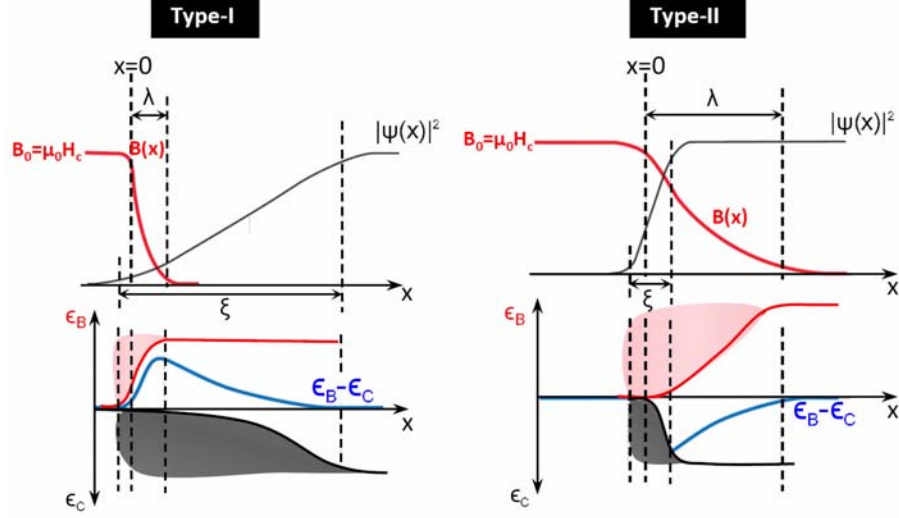 Type-I
x=0
λ
B₀=μ₀H꜀
B(x)
|ψ(x)|²
x
ξ
ϵ_B
ϵ_B-ϵ_C
x
ϵ_C
Type-II
x=0
λ
B₀=μ₀H꜀
|ψ(x)|²
B(x)
x
ξ
ϵ_B
ϵ_B-ϵ_C
x
ϵ_C